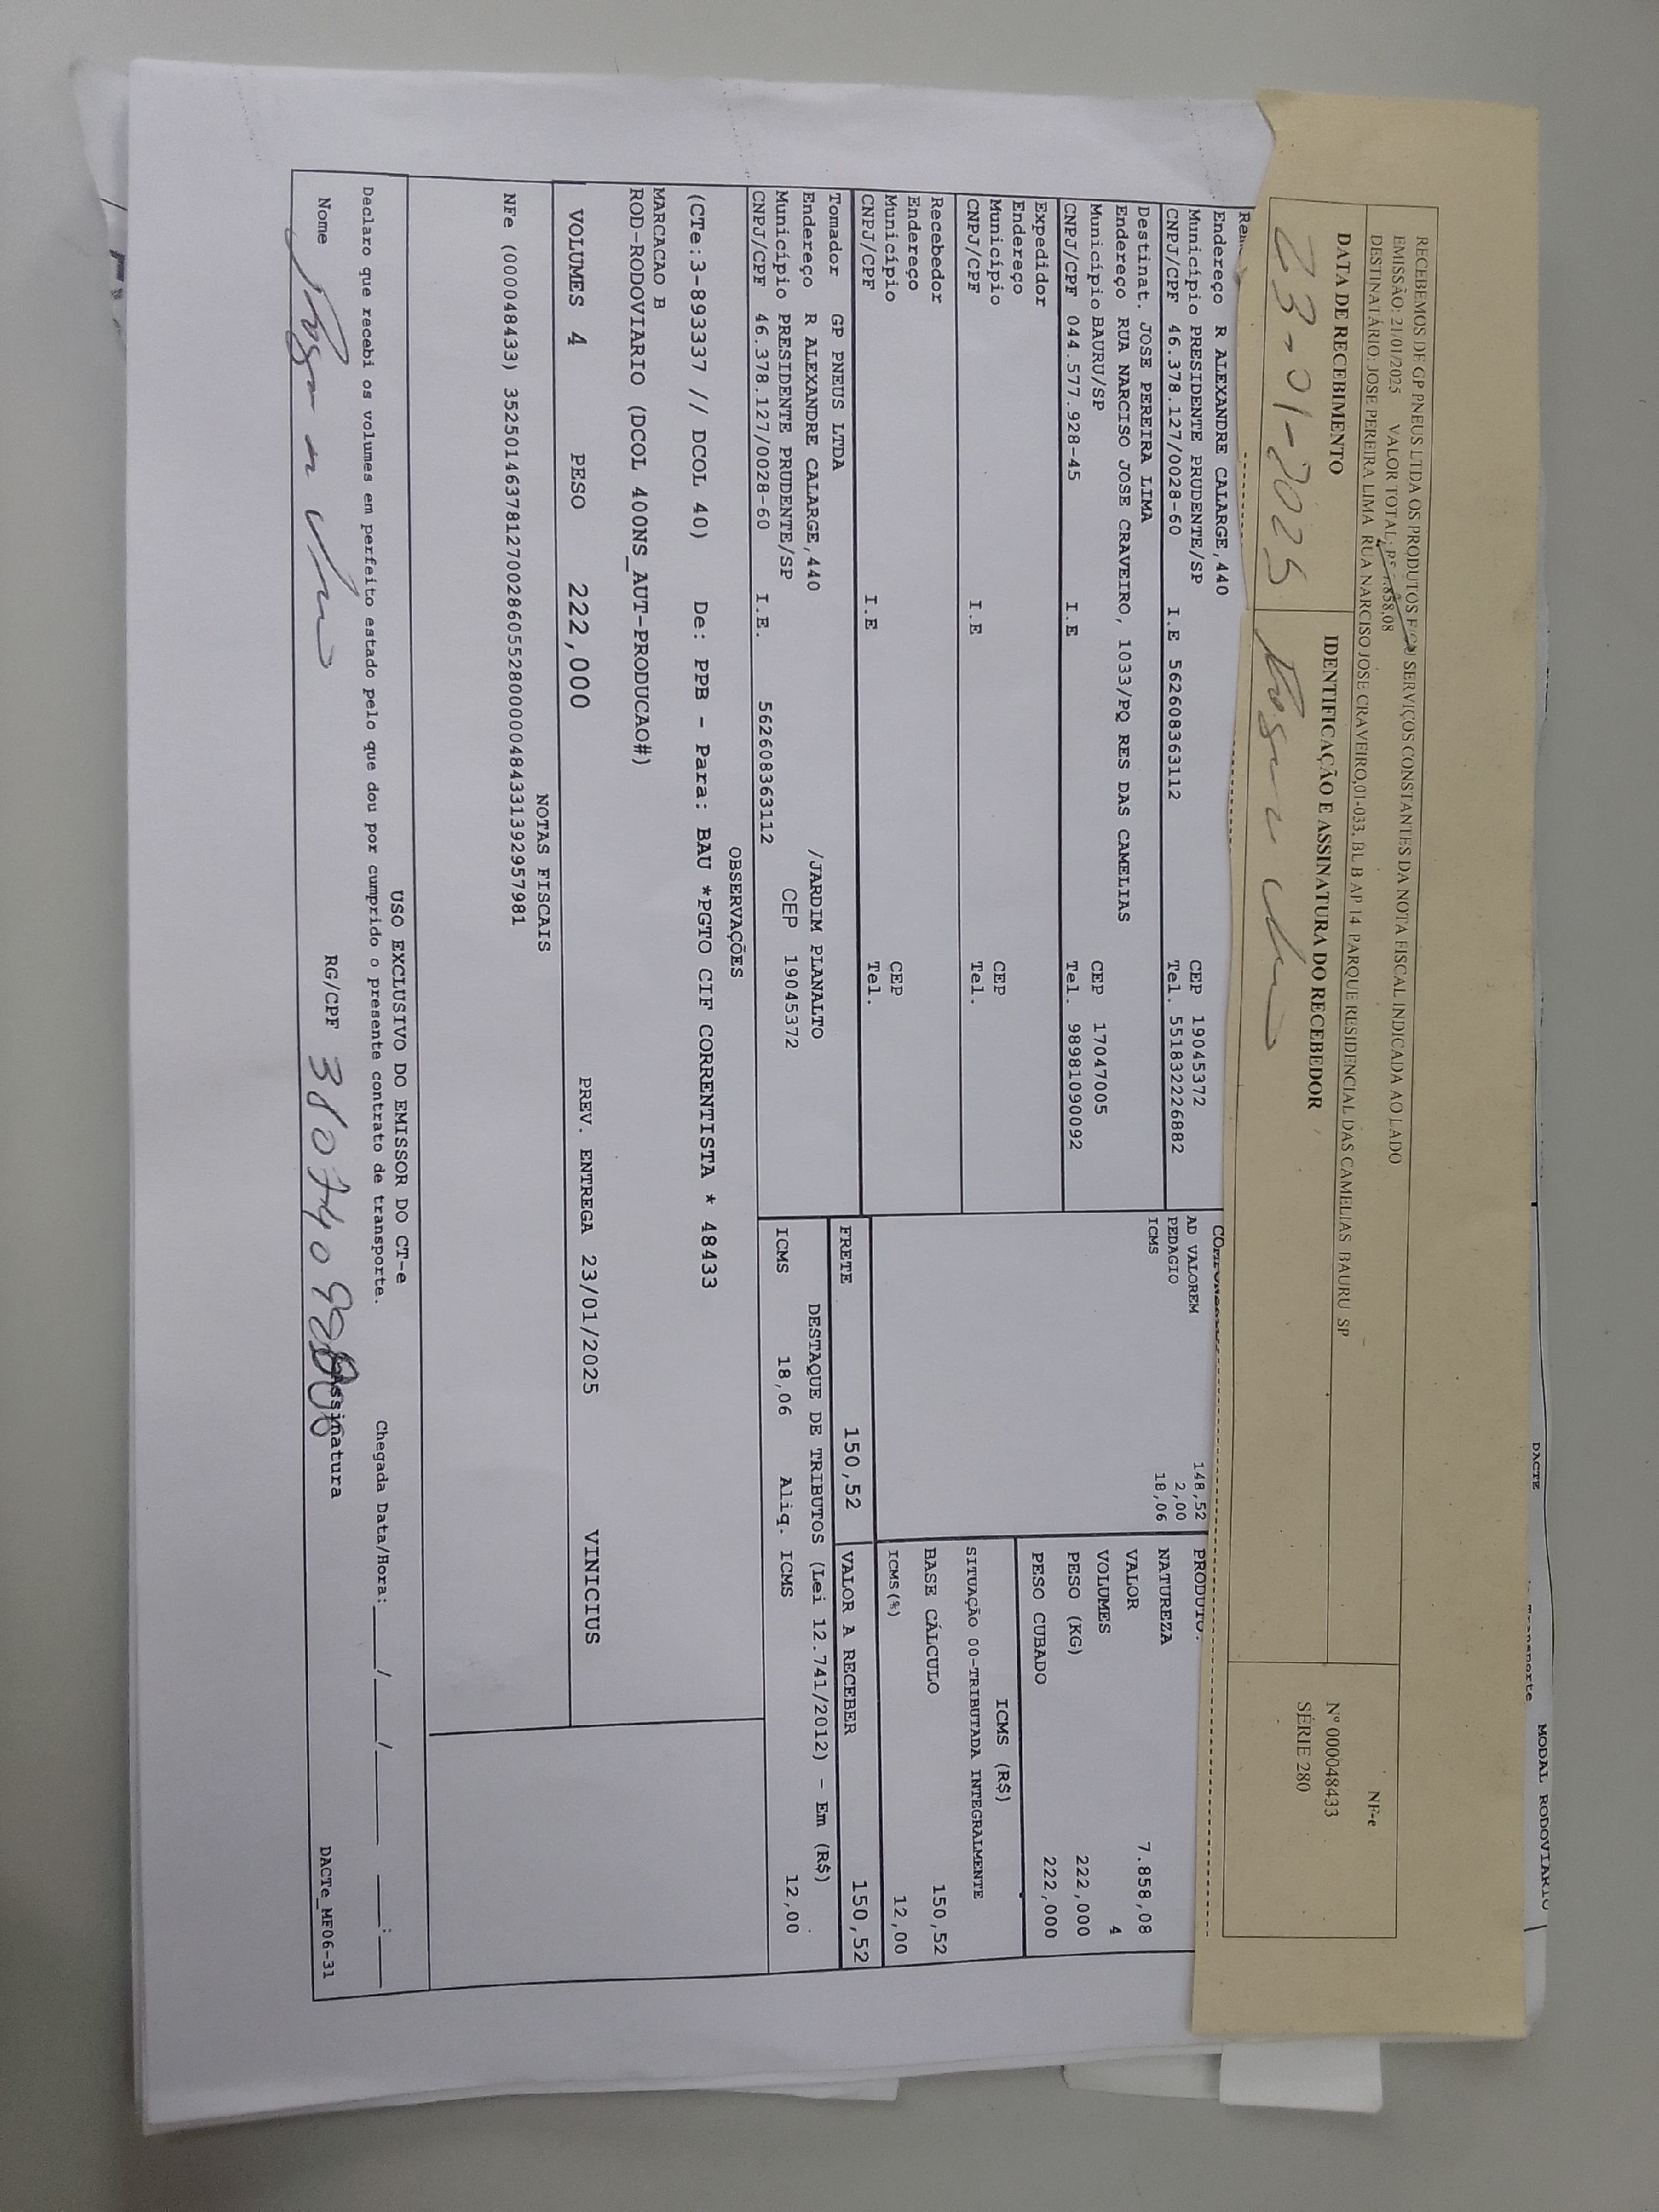 RECEBEMOS DE GP PNEUS LTDA OS PRODUTOS E/OU SERVIÇOS CONSTANTES DA NOTA FISCAL INDICADA AO LADO
EMISSÃO: 21/01/2025 VALOR TOTAL: R$ 7.858,08
DESTINATÁRIO: JOSE PEREIRA LIMA RUA NARCISO JOSE CRAVEIRO,01-033, BL B AP 14 PARQUE RESIDENCIAL DAS CAMELIAS BAURU SP
NF-e
Nº 000048433
SÉRIE 280
DATA DE RECEBIMENTO
IDENTIFICAÇÃO E ASSINATURA DO RECEBEDOR
23-01-2025
DACTE
MODAL RODOVIÁRIO
Endereço R ALEXANDRE CALARGE,440
Município PRESIDENTE PRUDENTE/SP CEP 19045372
CNPJ/CPF 46.378.127/0028-60 I.E 562608363112 Tel. 551832226882
Destinat. JOSE PEREIRA LIMA
Endereço RUA NARCISO JOSE CRAVEIRO, 1033/PQ RES DAS CAMELIAS
Município BAURU/SP CEP 17047005
CNPJ/CPF 044.577.928-45 I.E Tel. 98981090092
Expedidor
Endereço
Município CEP
CNPJ/CPF I.E Tel.
Recebedor
Endereço
Município CEP
CNPJ/CPF I.E Tel.
Tomador GP PNEUS LTDA
Endereço R ALEXANDRE CALARGE,440 /JARDIM PLANALTO
Município PRESIDENTE PRUDENTE/SP CEP 19045372
CNPJ/CPF 46.378.127/0028-60 I.E. 562608363112
AD VALOREM 148,52
PEDAGIO 2,00
ICMS 18,06
PRODUTO:
NATUREZA
VALOR 7.858,08
VOLUMES 4
PESO (KG) 222,000
PESO CUBADO 222,000
ICMS (R$)
SITUAÇÃO 00-TRIBUTADA INTEGRALMENTE
BASE CÁLCULO 150,52
ICMS(%) 12,00
FRETE 150,52 VALOR A RECEBER 150,52
DESTAQUE DE TRIBUTOS (Lei 12.741/2012) - Em (R$)
ICMS 18,06 Aliq. ICMS 12,00
OBSERVAÇÕES
(CTe:3-893337 // DCOL 40) De: PPB - Para: BAU *PGTO CIF CORRENTISTA * 48433
MARCACAO B
ROD-RODOVIARIO (DCOL 400NS_AUT-PRODUCAO#)
VOLUMES 4 PESO 222,000 PREV. ENTREGA 23/01/2025 VINICIUS
NOTAS FISCAIS
NFe (000048433) 35250146378127002860552800000484331392957981
USO EXCLUSIVO DO EMISSOR DO CT-e
Declaro que recebi os volumes em perfeito estado pelo que dou por cumprido o presente contrato de transporte. Chegada Data/Hora:___/___/_____ ___:___
Nome RG/CPF Assinatura
DACTe_MF06-31